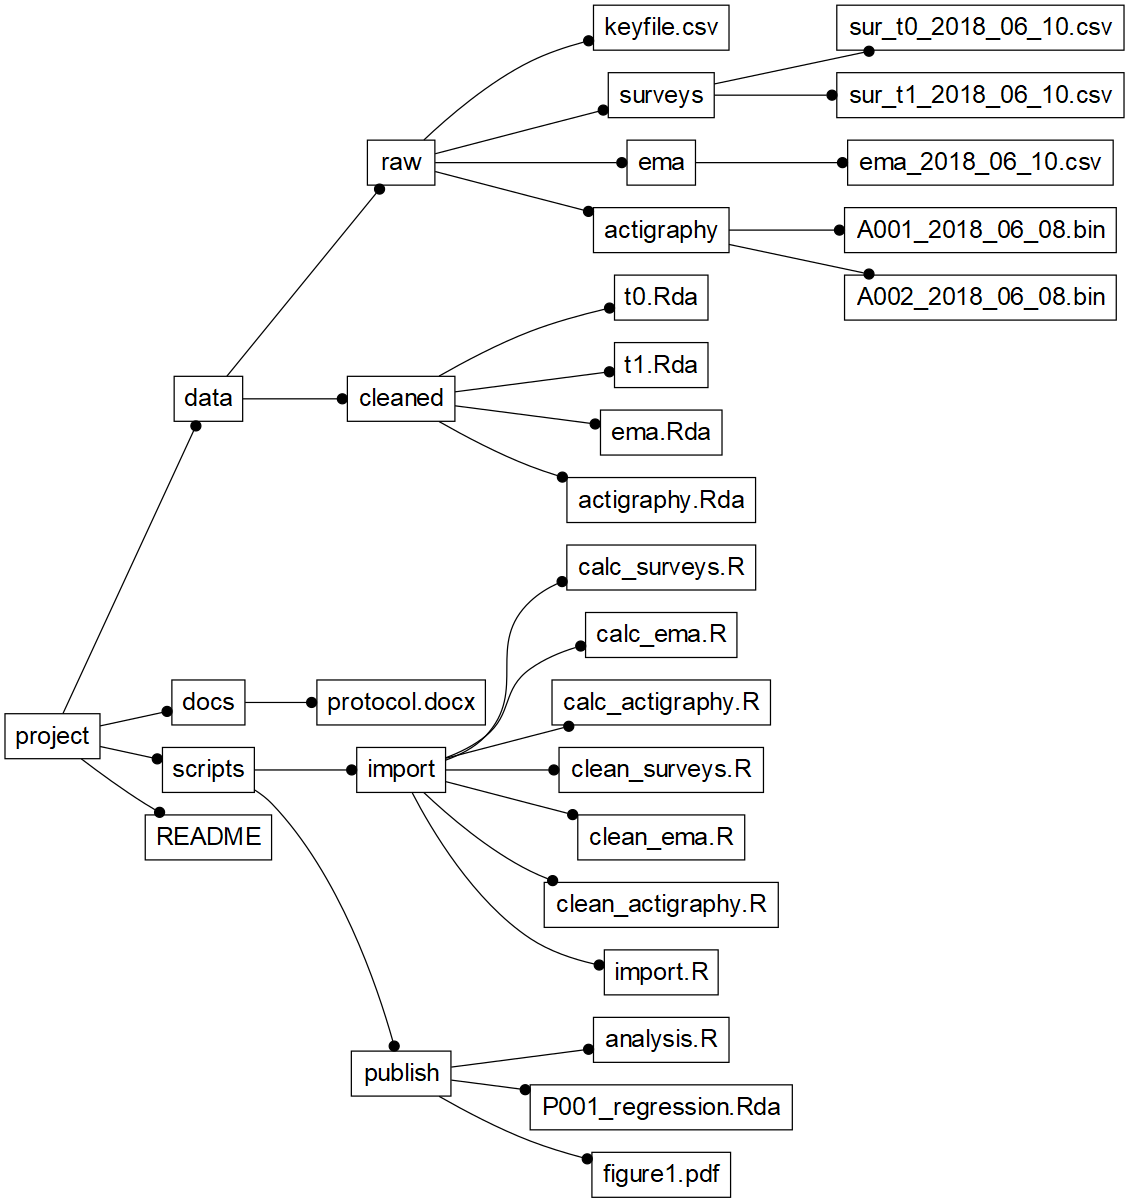 keyfile.csv
sur_t0_2018_06_10.csv
surveys
sur_t1_2018_06_10.csv
raw
ema
ema_2018_06_10.csv
actigraphy
A001_2018_06_08.bin
A002_2018_06_08.bin
t0.Rda
t1.Rda
data
cleaned
ema.Rda
actigraphy.Rda
calc_surveys.R
calc_ema.R
docs
protocol.docx
calc_actigraphy.R
project
scripts
import
clean_surveys.R
README
clean_ema.R
clean_actigraphy.R
import.R
analysis.R
publish
P001_regression.Rda
figure1.pdf